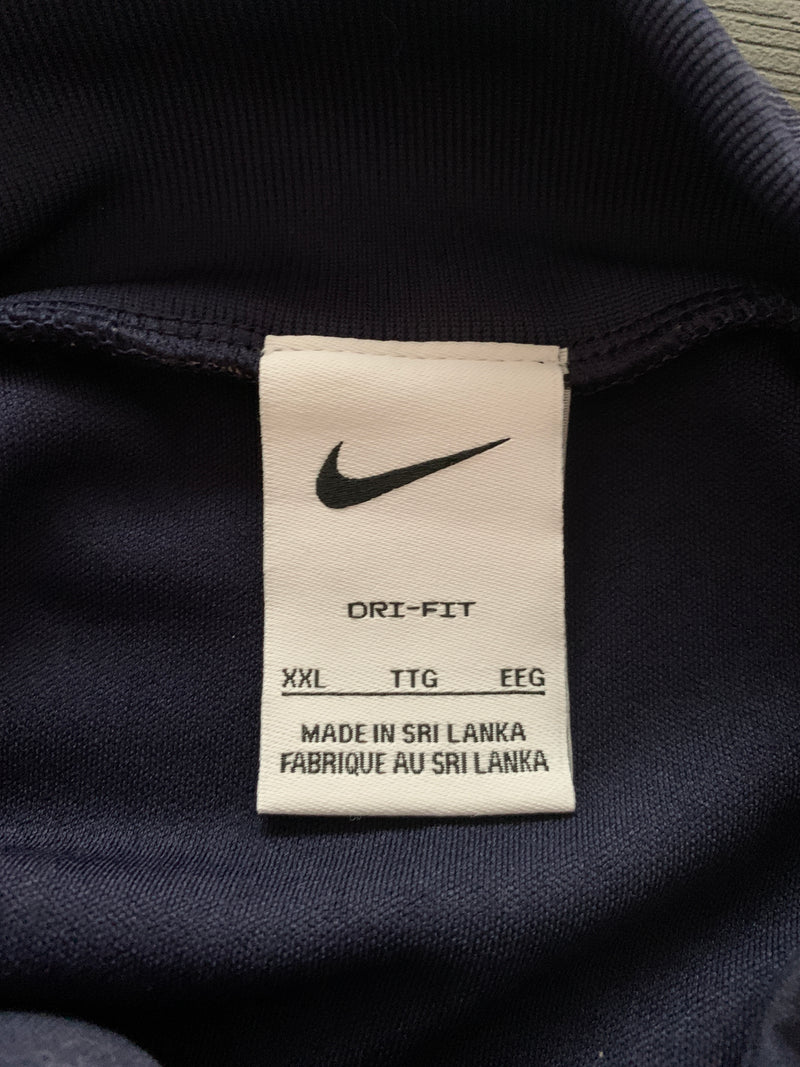 DRI-FIT
XXL TTG EEG
MADE IN SRI LANKA
FABRIQUE AU SRI LANKA